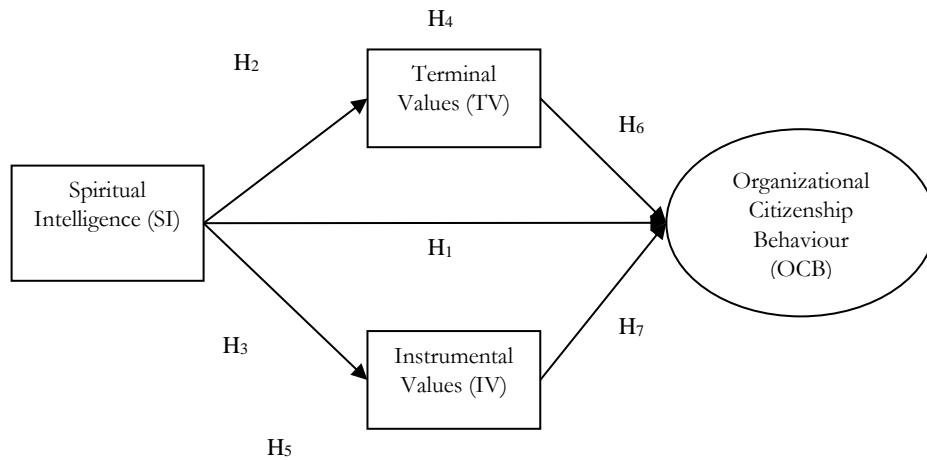 H4
H2
Terminal
Values (TV)
H6
Spiritual
Intelligence (SI)
Organizational
Citizenship
Behaviour
(OCB)
H1
H7
H3
Instrumental
Values (IV)
H5